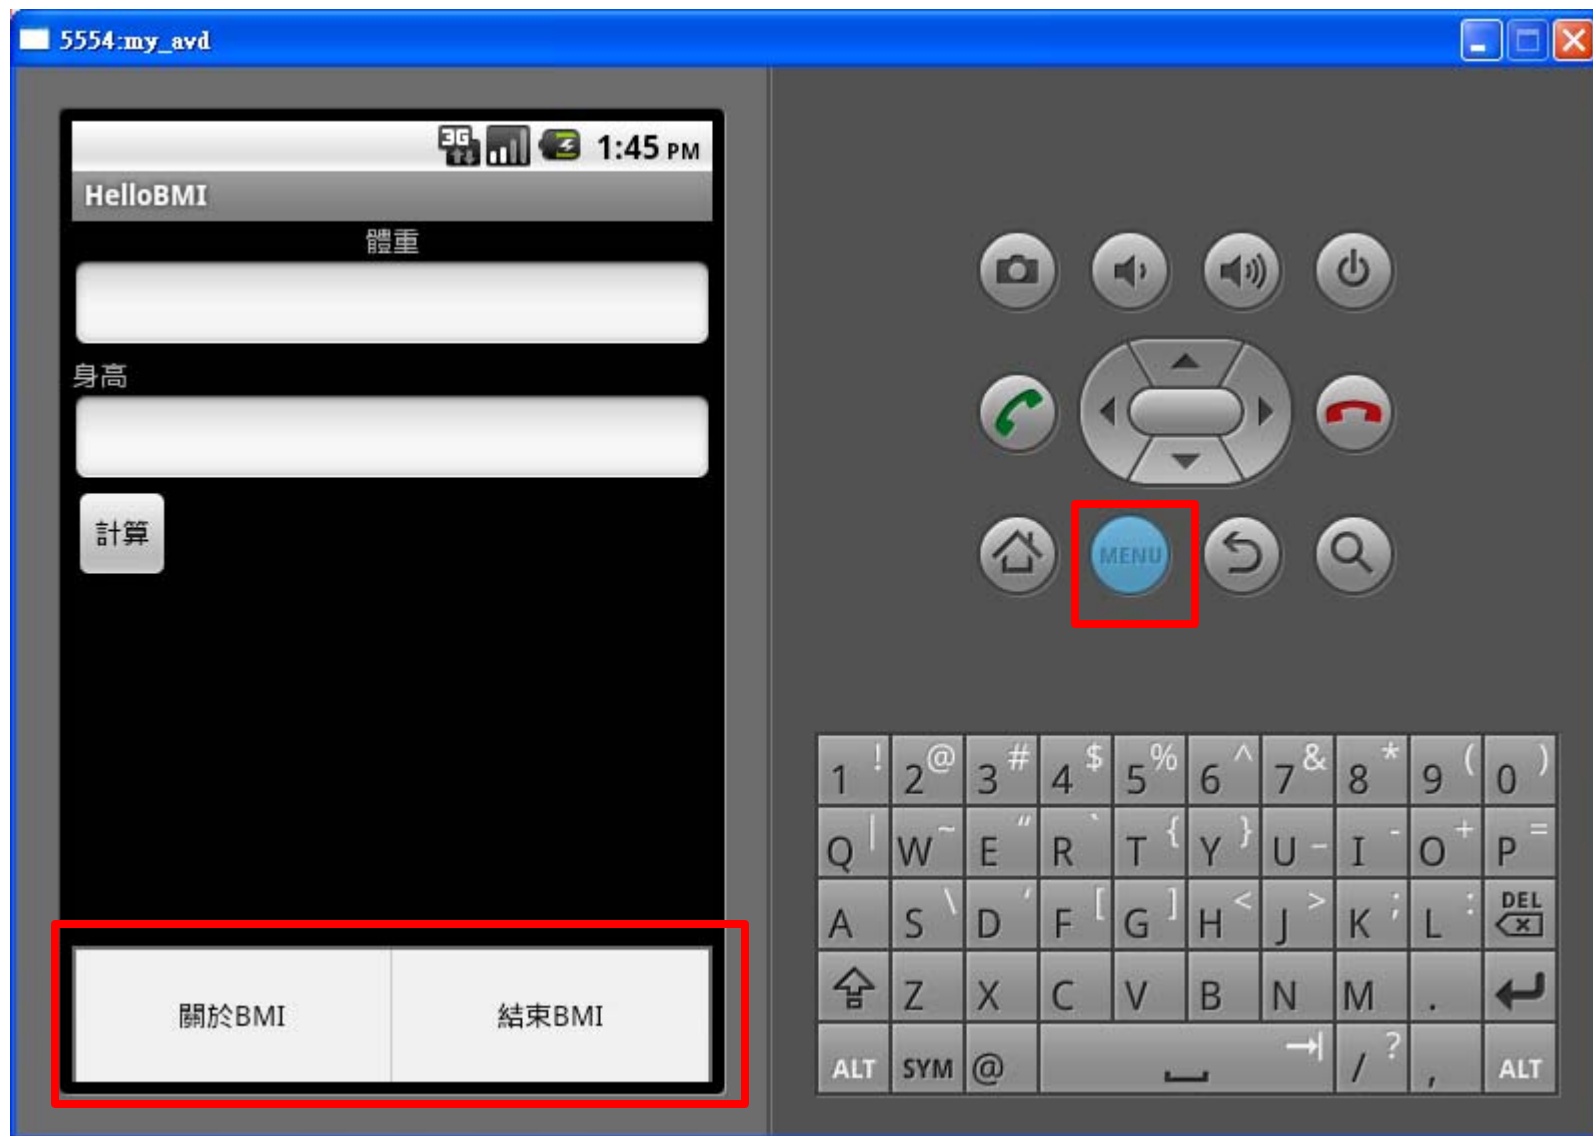 5554:my_avd
3G 1:45 PM
HelloBMI
體重
身高
計算
關於BMI 結束BMI
MENU
1 ! 2 @ 3 # 4 $ 5 % 6 ^ 7 & 8 * 9 ( 0 )
Q | W ~ E " R ` T { Y } U _ I - O + P =
A S \ D ' F [ G ] H < J > K ; L : DEL
Z X C V B N M .
ALT SYM @ / ? , ALT